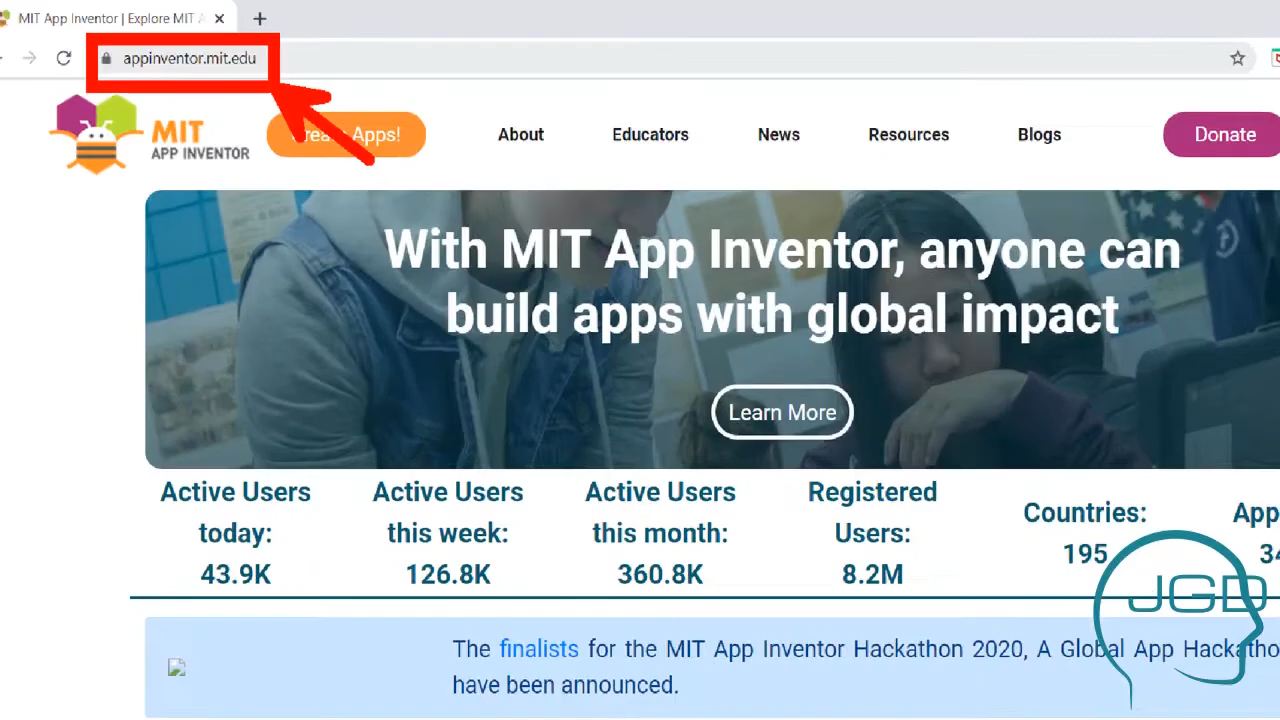 MIT App Inventor | Explore MIT
appinventor.mit.edu
MIT
APP INVENTOR
Apps!
About
Educators
News
Resources
Blogs
Donate
With MIT App Inventor, anyone can
build apps with global impact
Learn More
Active Users
today:
43.9K
Active Users
this week:
126.8K
Active Users
this month:
360.8K
Registered
Users:
8.2M
Countries:
195
App
34
JGD
The finalists for the MIT App Inventor Hackathon 2020, A Global App Hackatho
have been announced.